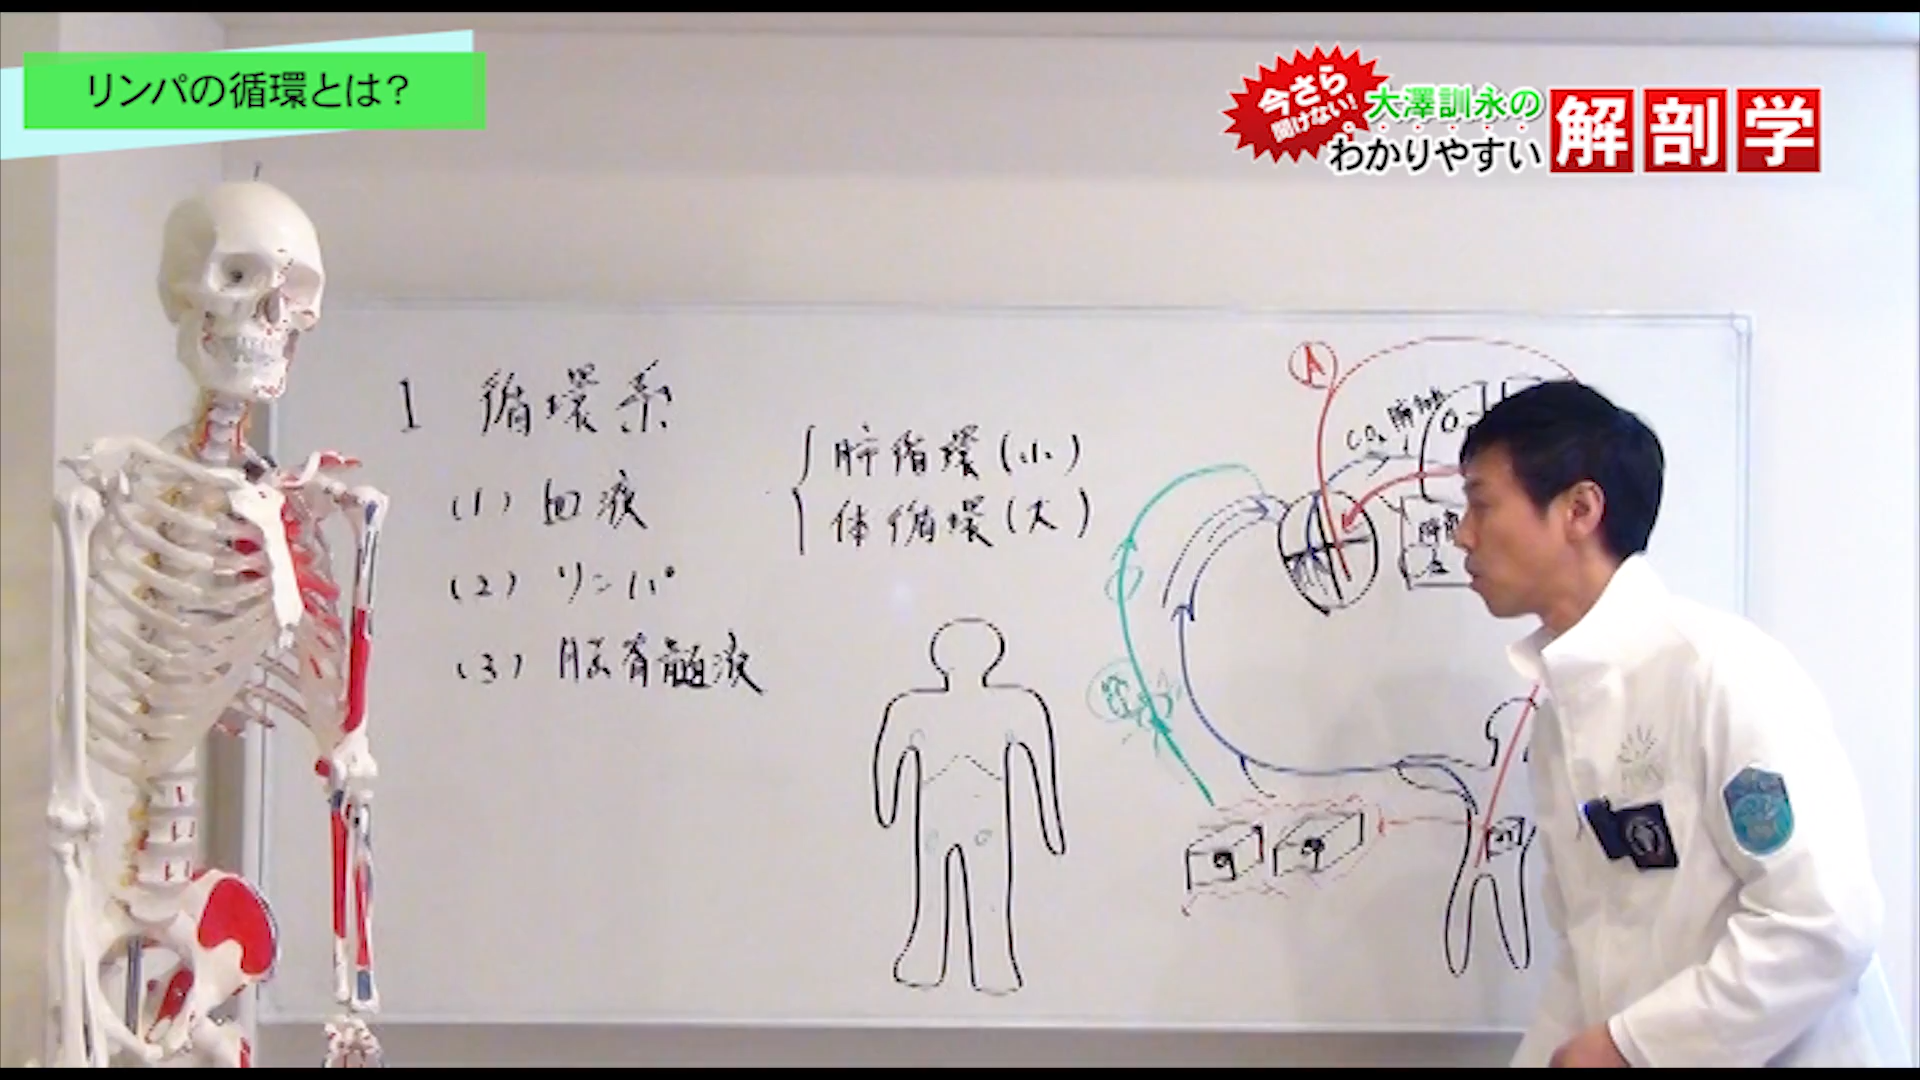 リンパの循環とは?
今さら
聞けない!
大澤訓永の
わかりやすい
解剖学
1 循環系
(1) 血液
(2) リンパ
(3) 脳脊髄液
肺循環(小)
体循環(大)
A
CO₂